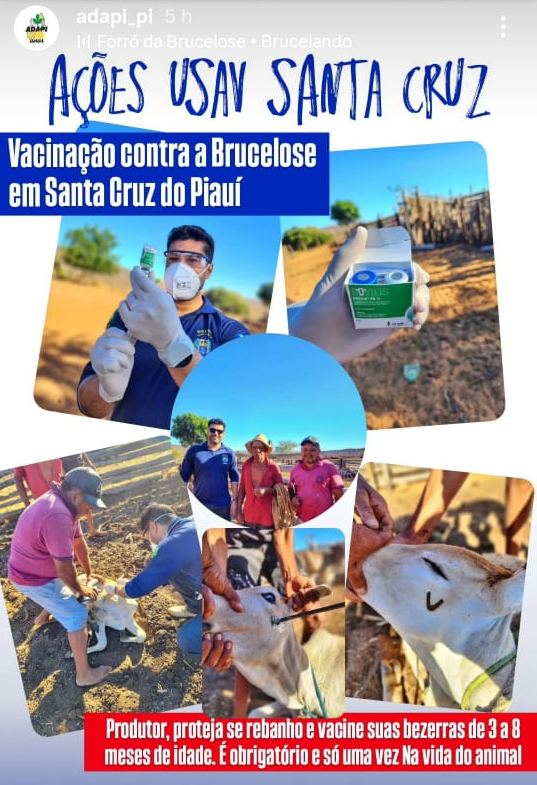 adapi_pi 5 h
Forró da Brucelose • Brucelando
ADAPI
AÇÕES USAV SANTA CRUZ
Vacinação contra a Brucelose
em Santa Cruz do Piauí
Produtor, proteja se rebanho e vacine suas bezerras de 3 a 8
meses de idade. É obrigatório e só uma vez Na vida do animal